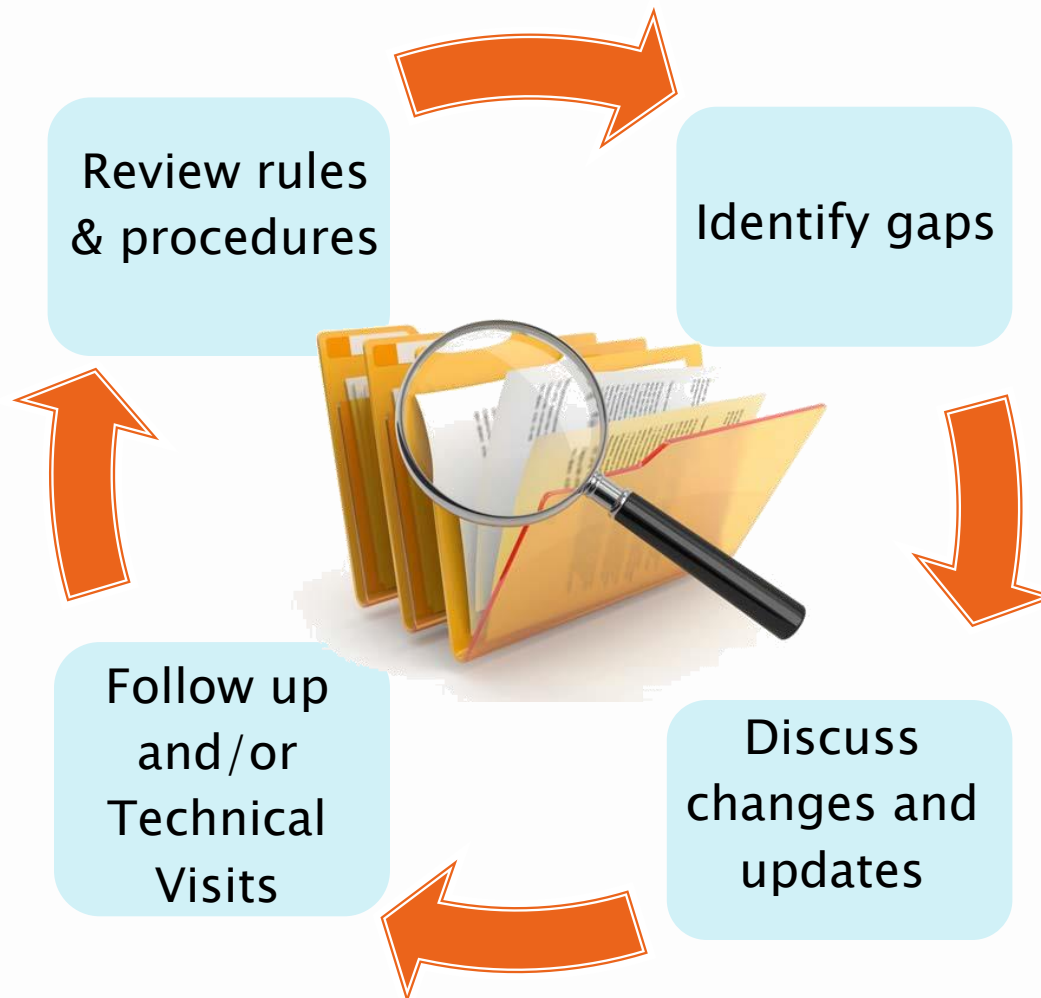 Review rules
& procedures
Identify gaps
Discuss
changes and
updates
Follow up
and/or
Technical
Visits